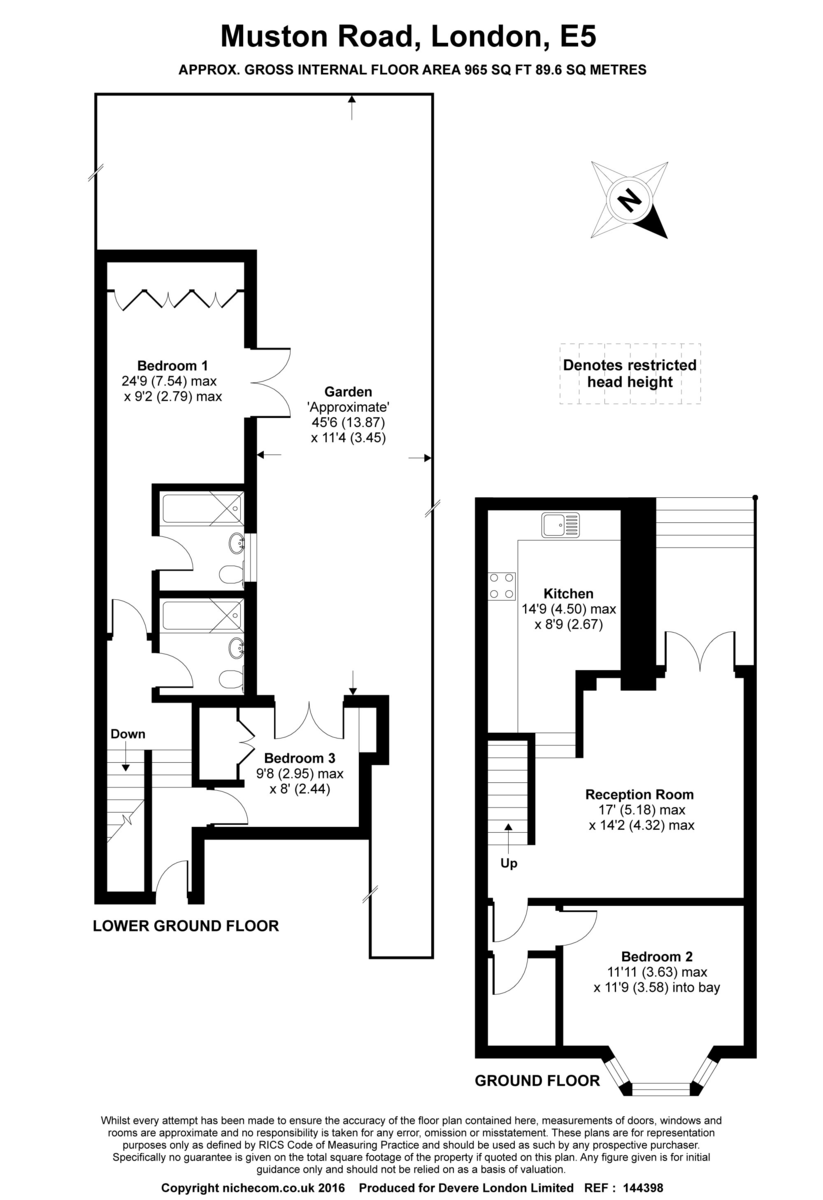 Muston Road, London, E5
APPROX. GROSS INTERNAL FLOOR AREA 965 SQ FT 89.6 SQ METRES
N
Denotes restricted
head height
Bedroom 1
24'9 (7.54) max
x 9'2 (2.79) max
Garden
'Approximate'
45'6 (13.87)
x 11'4 (3.45)
Down
Bedroom 3
9'8 (2.95) max
x 8' (2.44)
LOWER GROUND FLOOR
Kitchen
14'9 (4.50) max
x 8'9 (2.67)
Reception Room
17' (5.18) max
x 14'2 (4.32) max
Up
Bedroom 2
11'11 (3.63) max
x 11'9 (3.58) into bay
GROUND FLOOR
Whilst every attempt has been made to ensure the accuracy of the floor plan contained here, measurements of doors, windows and
rooms are approximate and no responsibility is taken for any error, omission or misstatement. These plans are for representation
purposes only as defined by RICS Code of Measuring Practice and should be used as such by any prospective purchaser.
Specifically no guarantee is given on the total square footage of the property if quoted on this plan. Any figure given is for initial
guidance only and should not be relied on as a basis of valuation.
Copyright nichecom.co.uk 2016 Produced for Devere London Limited REF : 144398